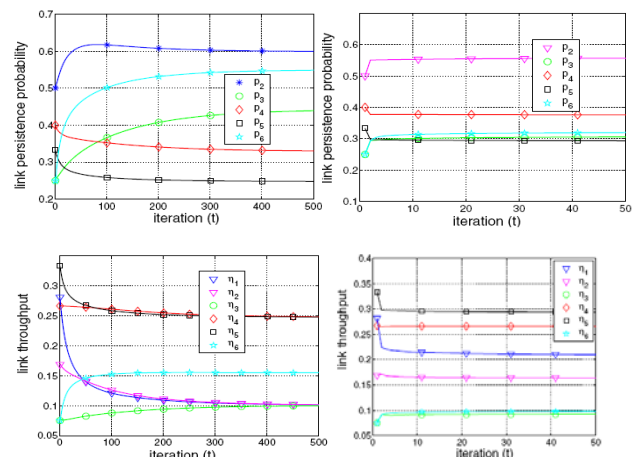 0.7
0.6
0.5
0.4
0.3
0.2
link persistence probability
0 100 200 300 400 500
iteration (t)
p2
p3
p4
p5
p6
0.6
0.5
0.4
0.3
0.2
0.1
link persistence probability
0 10 20 30 40 50
iteration (t)
p2
p3
p4
p5
p6
0.3
0.25
0.2
0.15
0.1
0.05
link throughput
0 100 200 300 400 500
iteration (t)
η1
η2
η3
η4
η5
η6
0.4
0.35
0.3
0.25
0.2
0.15
0.1
0.05
link throughput
0 10 20 30 40 50
iteration (t)
η1
η2
η3
η4
η5
η6